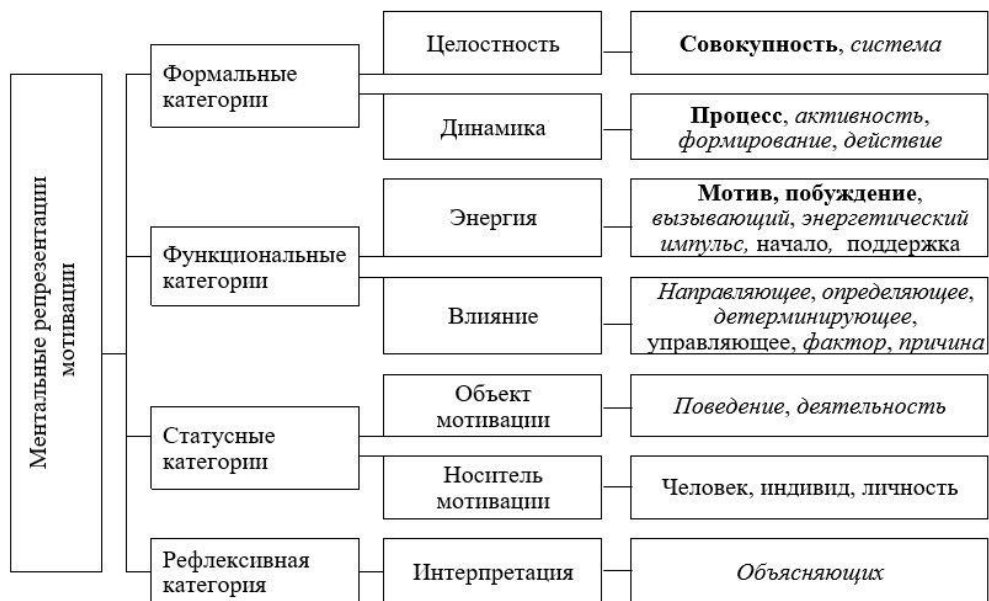 Ментальные репрезентации
мотивации
Формальные
категории
Целостность
Совокупность, система
Динамика
Процесс, активность,
формирование, действие
Функциональные
категории
Энергия
Мотив, побуждение,
вызывающий, энергетический
импульс, начало, поддержка
Влияние
Направляющее, определяющее,
детерминирующее,
управляющее, фактор, причина
Статусные
категории
Объект
мотивации
Поведение, деятельность
Носитель
мотивации
Человек, индивид, личность
Рефлексивная
категория
Интерпретация
Объясняющих